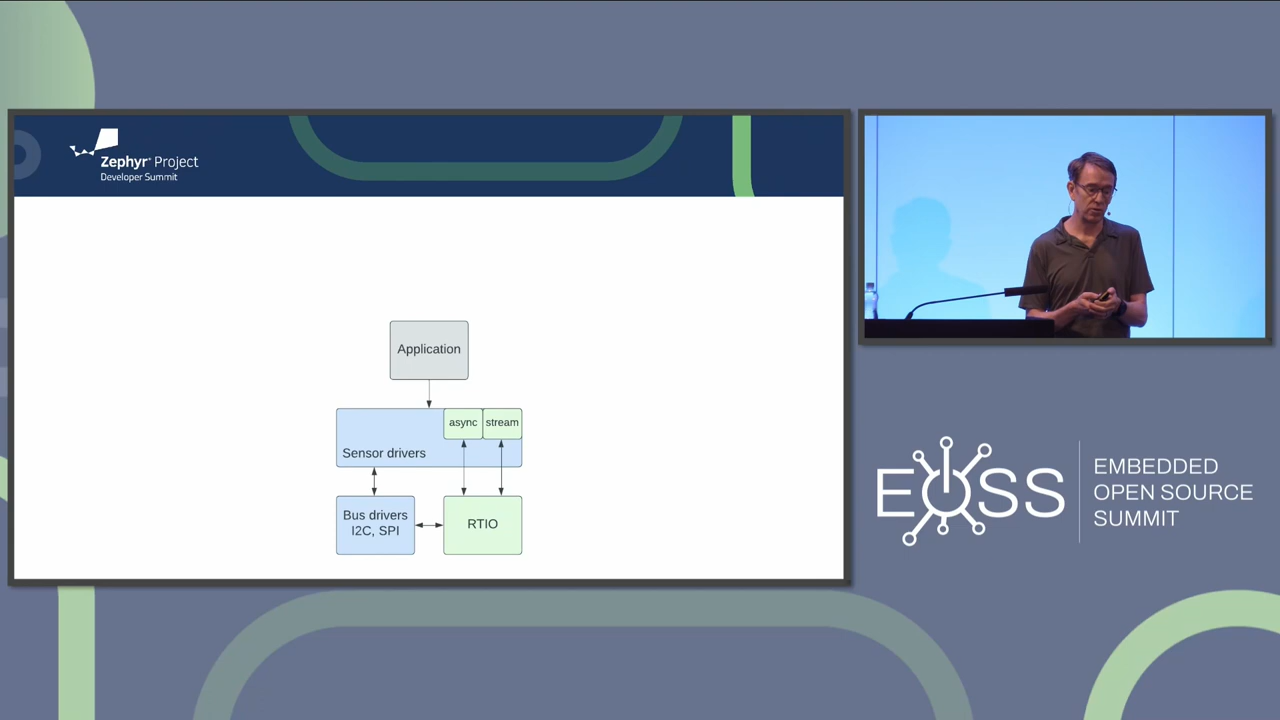 Zephyr® Project
Developer Summit
Application
async
stream
Sensor drivers
Bus drivers
I2C, SPI
RTIO
EOSS
EMBEDDED
OPEN SOURCE
SUMMIT